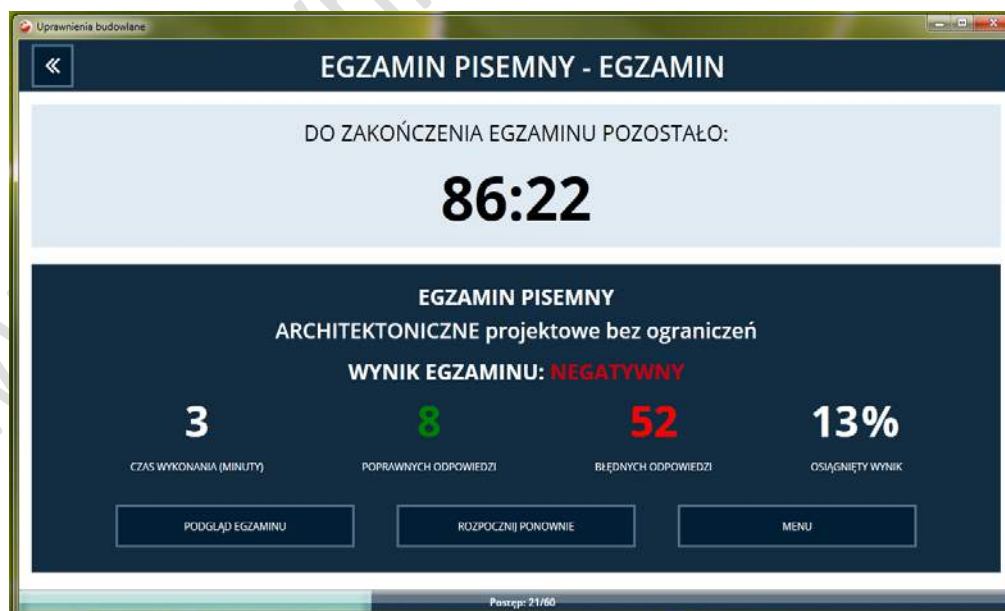 Uprawnienia budowlane
EGZAMIN PISEMNY - EGZAMIN
DO ZAKOŃCZENIA EGZAMINU POZOSTAŁO:
86:22
EGZAMIN PISEMNY
ARCHITEKTONICZNE projektowe bez ograniczeń
WYNIK EGZAMINU: NEGATYWNY
3 8 52 13%
CZAS WYKONANIA (MINUTY) POPRAWNYCH ODPOWIEDZI BŁĘDNYCH ODPOWIEDZI OSIĄGNIĘTY WYNIK
PODGLĄD EGZAMINU ROZPOCZNIJ PONOWNIE MENU
Postęp: 21/60